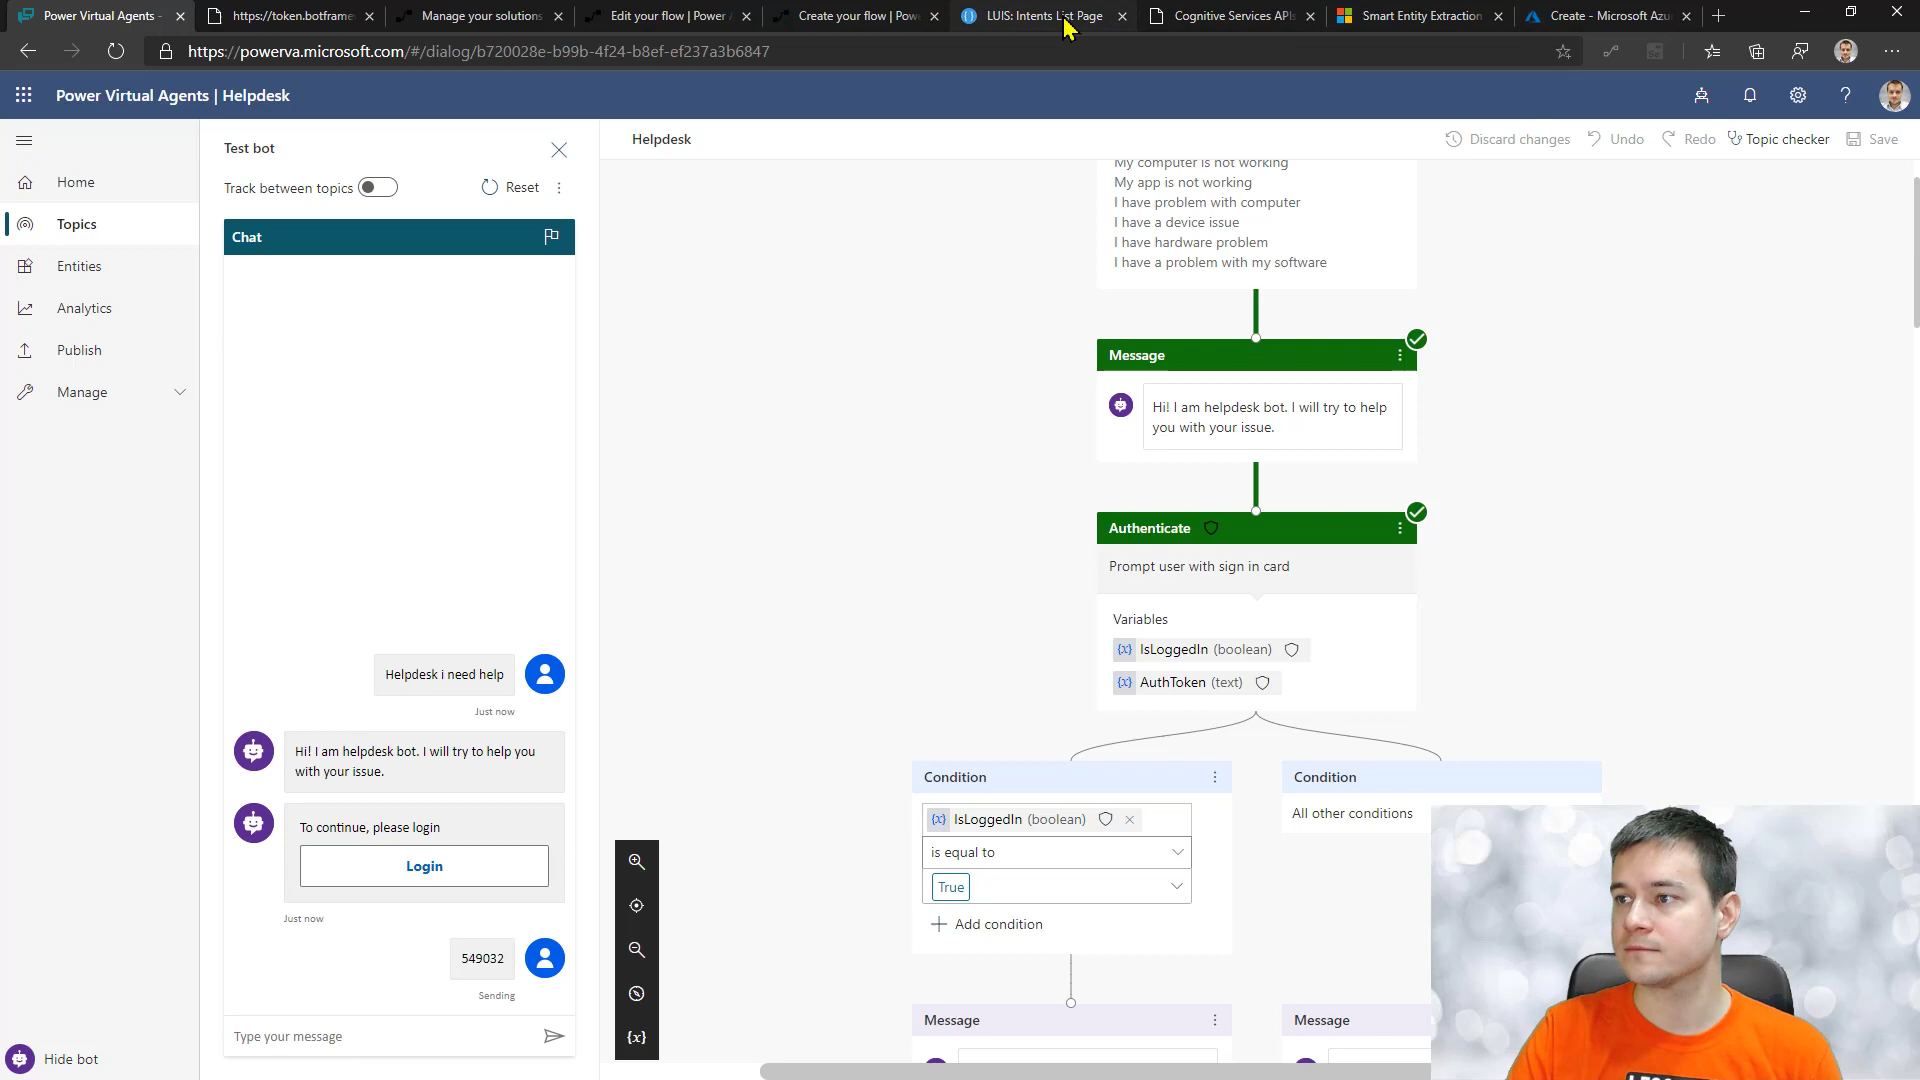 Power Virtual Agents -
https://token.botframe
Manage your solutions
Edit your flow | Power
Create your flow | Pow
LUIS: Intents List Page
Cognitive Services APIs
Smart Entity Extraction
Create - Microsoft Azu
https://powerva.microsoft.com/#/dialog/b720028e-b99b-4f24-b8ef-ef237a3b6847
Power Virtual Agents | Helpdesk
Home
Topics
Entities
Analytics
Publish
Manage
Hide bot
Test bot
Track between topics
Reset
Chat
Helpdesk i need help
Just now
Hi! I am helpdesk bot. I will try to help you
with your issue.
To continue, please login
Login
Just now
549032
Sending
Type your message
Helpdesk
Discard changes
Undo
Redo
Topic checker
Save
My computer is not working
My app is not working
I have problem with computer
I have a device issue
I have hardware problem
I have a problem with my software
Message
Hi! I am helpdesk bot. I will try to help
you with your issue.
Authenticate
Prompt user with sign in card
Variables
{x} IsLoggedIn (boolean)
{x} AuthToken (text)
Condition
{x} IsLoggedIn (boolean)
is equal to
True
Add condition
Message
Condition
All other conditions
Message
{x}